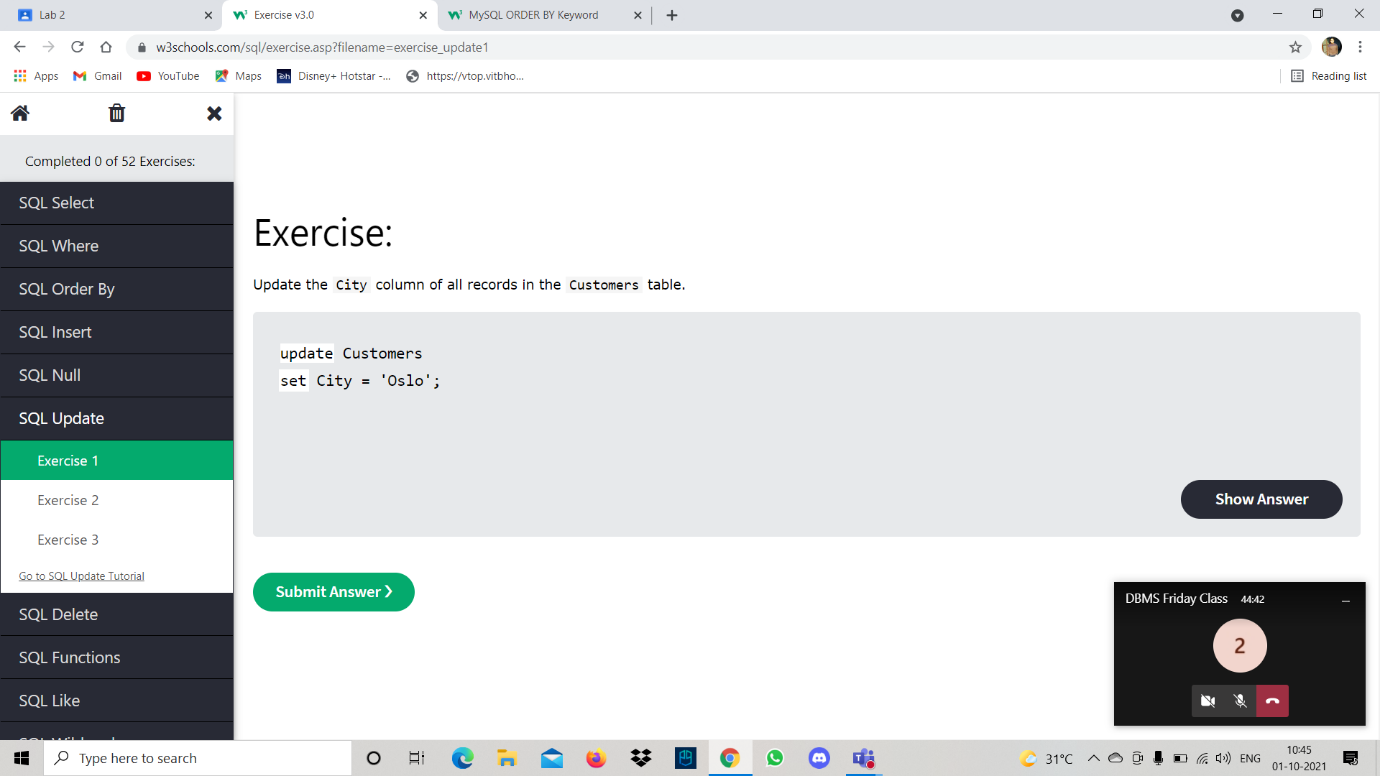 Lab 2
Exercise v3.0
MySQL ORDER BY Keyword
w3schools.com/sql/exercise.asp?filename=exercise_update1
Apps
Gmail
YouTube
Maps
Disney+ Hotstar -...
https://vtop.vitbho...
Reading list
Completed 0 of 52 Exercises:
SQL Select
SQL Where
SQL Order By
SQL Insert
SQL Null
SQL Update
Exercise 1
Exercise 2
Exercise 3
Go to SQL Update Tutorial
SQL Delete
SQL Functions
SQL Like
Exercise:
Update the City column of all records in the Customers table.
update Customers
set City = 'Oslo';
Show Answer
Submit Answer ❯
DBMS Friday Class 44:42
2
Type here to search
31°C
ENG
10:45
01-10-2021